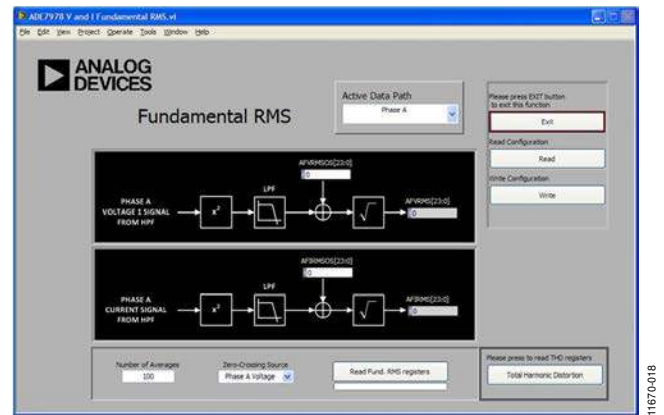 ADE7978 V and I Fundamental RMS.vi
File Edit View Project Operate Tools Window Help
ANALOG
DEVICES
Fundamental RMS
Active Data Path
Phase A
Please press EXIT button
to exit this function
Exit
Read Configuration
Read
Write Configuration
Write
AFVRMSOS[23:0]
0
LPF
PHASE A
VOLTAGE 1 SIGNAL
FROM HPF
x²
√
AFVRMS[23:0]
0
AFIRMSOS[23:0]
0
LPF
PHASE A
CURRENT SIGNAL
FROM HPF
x²
√
AFIRMS[23:0]
0
Number of Averages
100
Zero-Crossing Source
Phase A Voltage
Read Fund. RMS registers
Please press to read THD registers
Total Harmonic Distortion
11670-018